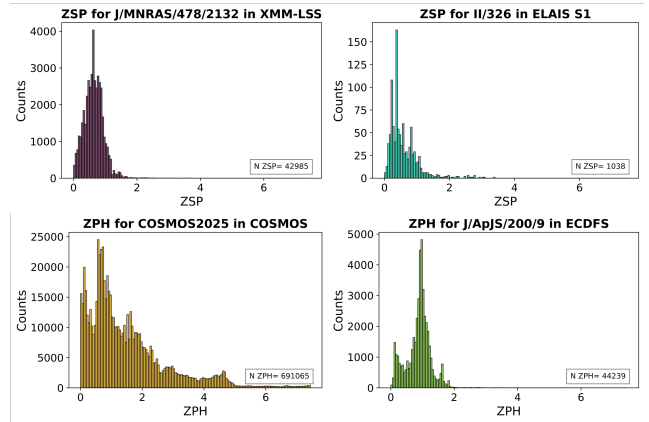 ZSP for J/MNRAS/478/2132 in XMM-LSS
4000
3000
2000
1000
0
Counts
0 2 4 6
ZSP
N ZSP= 42985
ZSP for II/326 in ELAIS S1
150
125
100
75
50
25
0
Counts
0 2 4 6
ZSP
N ZSP= 1038
ZPH for COSMOS2025 in COSMOS
25000
20000
15000
10000
5000
0
Counts
0 2 4 6
ZPH
N ZPH= 691065
ZPH for J/ApJS/200/9 in ECDFS
5000
4000
3000
2000
1000
0
Counts
0 2 4 6
ZPH
N ZPH= 44239